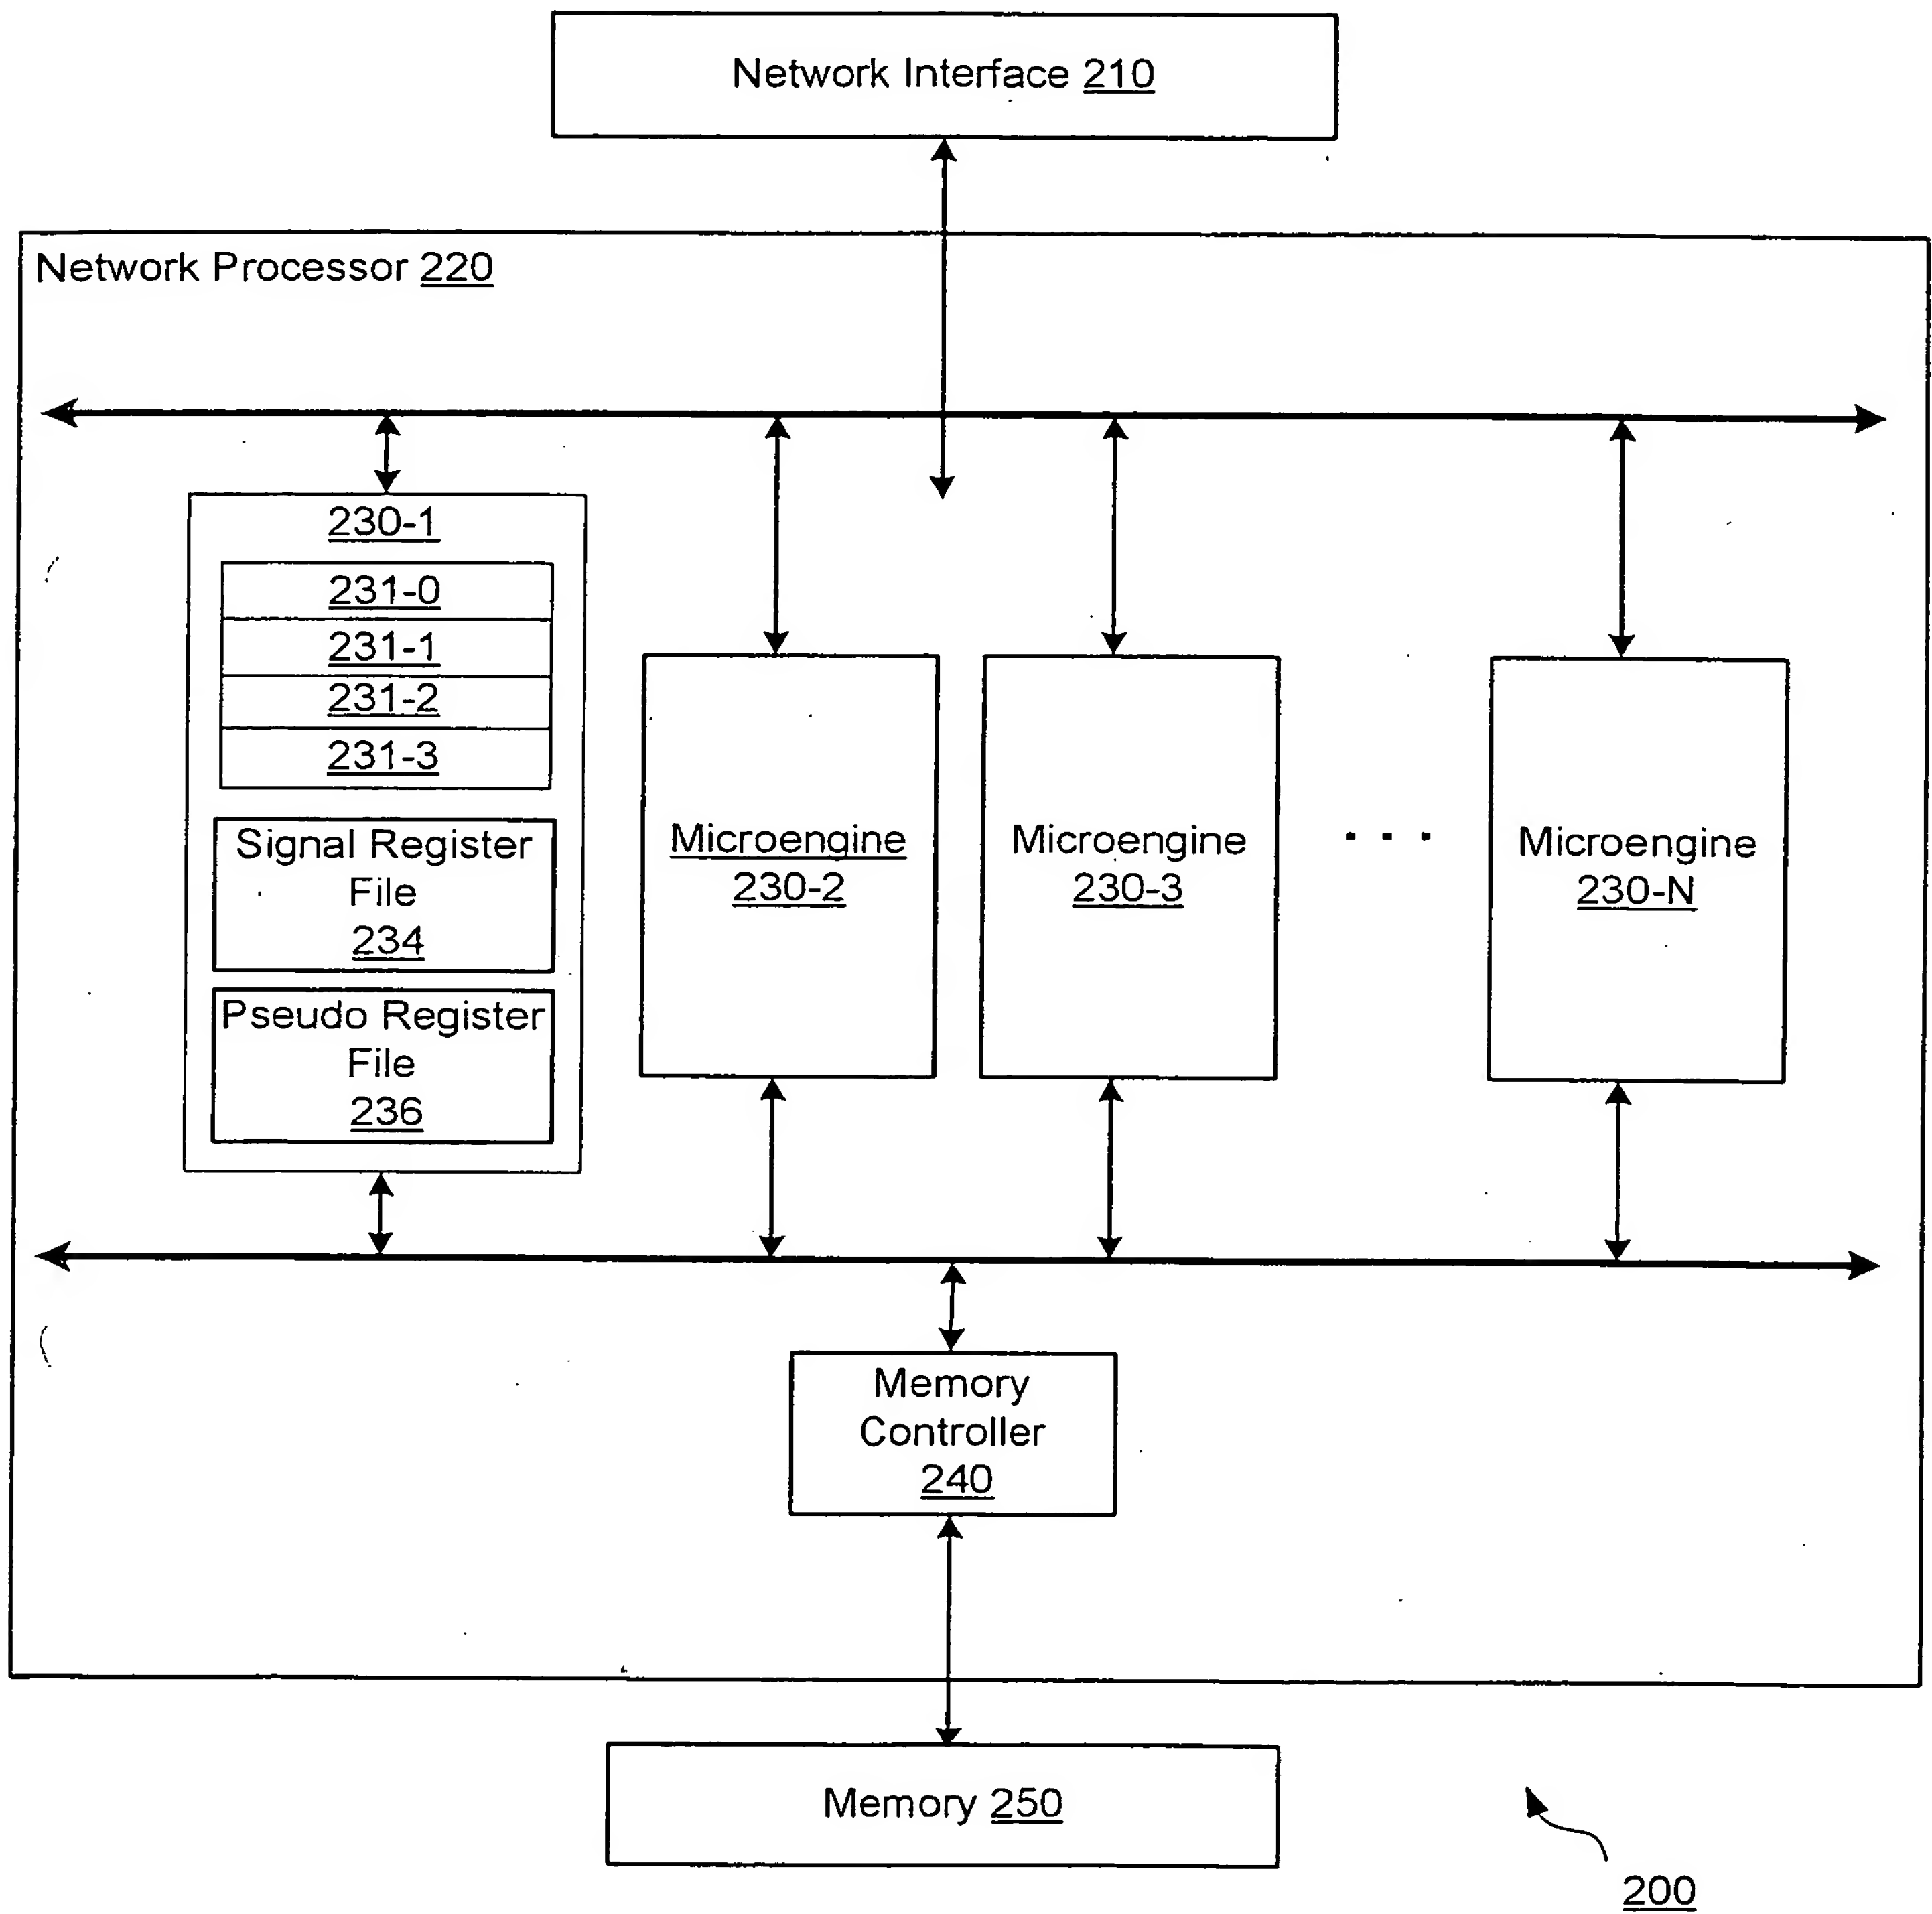 Network Interface 210
Network Processor 220
230-1
231-0
231-1
231-2
231-3
Signal Register
File
234
Pseudo Register
File
236
Microengine
230-2
Microengine
230-3
. . .
Microengine
230-N
Memory
Controller
240
Memory 250
200